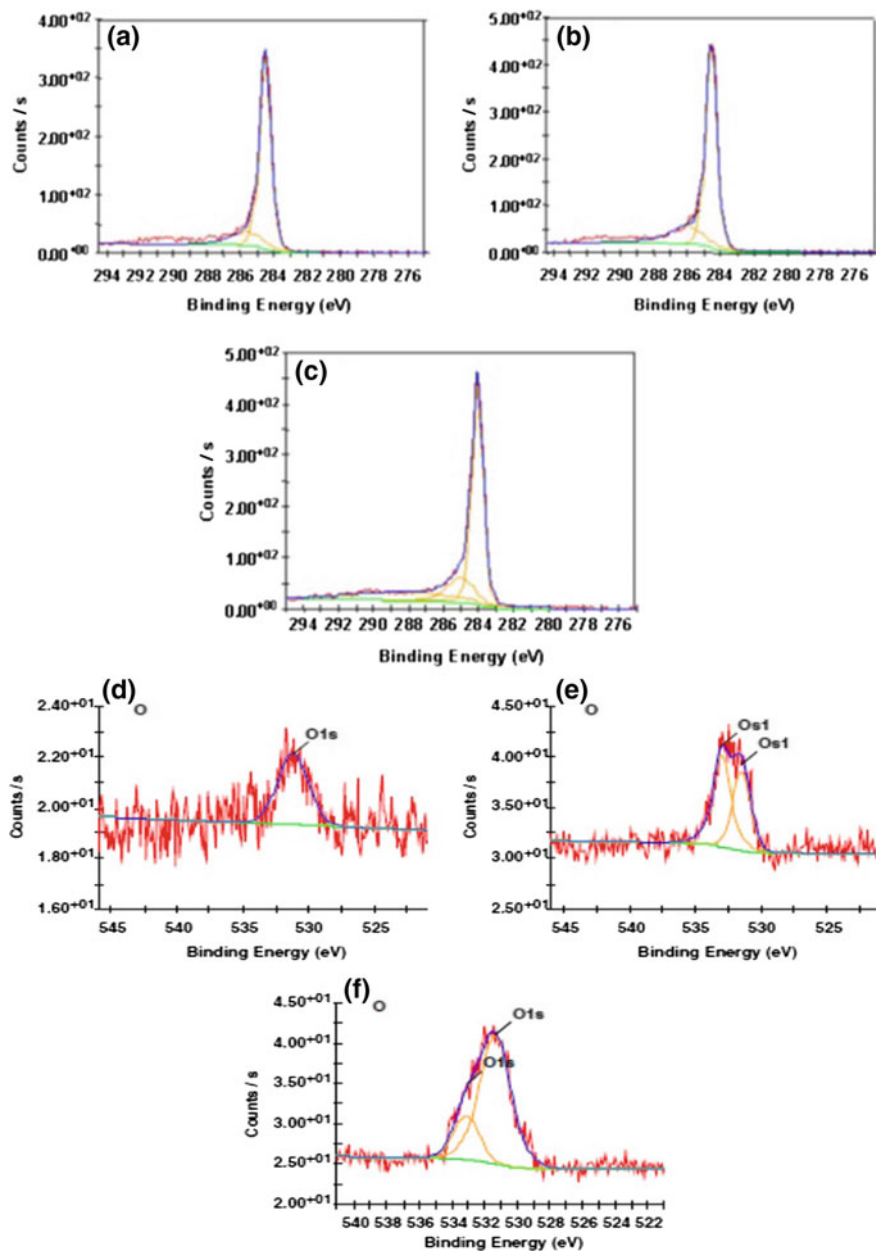 (a)
4.00⁺⁰²
3.00⁺⁰²
2.00⁺⁰²
1.00⁺⁰²
0.00⁺⁰⁰
Counts / s
294 292 290 288 286 284 282 280 278 276
Binding Energy (eV)
(b)
5.00⁺⁰²
4.00⁺⁰²
3.00⁺⁰²
2.00⁺⁰²
1.00⁺⁰²
0.00⁺⁰⁰
Counts / s
294 292 290 288 286 284 282 280 278 276
Binding Energy (eV)
(c)
5.00⁺⁰²
4.00⁺⁰²
3.00⁺⁰²
2.00⁺⁰²
1.00⁺⁰²
0.00⁺⁰⁰
Counts / s
294 292 290 288 286 284 282 280 278 276
Binding Energy (eV)
(d)
O
O1s
2.40⁺⁰¹
2.20⁺⁰¹
2.00⁺⁰¹
1.80⁺⁰¹
1.60⁺⁰¹
Counts / s
545 540 535 530 525
Binding Energy (eV)
(e)
O
Os1
Os1
4.50⁺⁰¹
4.00⁺⁰¹
3.50⁺⁰¹
3.00⁺⁰¹
2.50⁺⁰¹
Counts / s
545 540 535 530 525
Binding Energy (eV)
(f)
O
O1s
O1s
4.50⁺⁰¹
4.00⁺⁰¹
3.50⁺⁰¹
3.00⁺⁰¹
2.50⁺⁰¹
2.00⁺⁰¹
Counts / s
540 538 536 534 532 530 528 526 524 522
Binding Energy (eV)